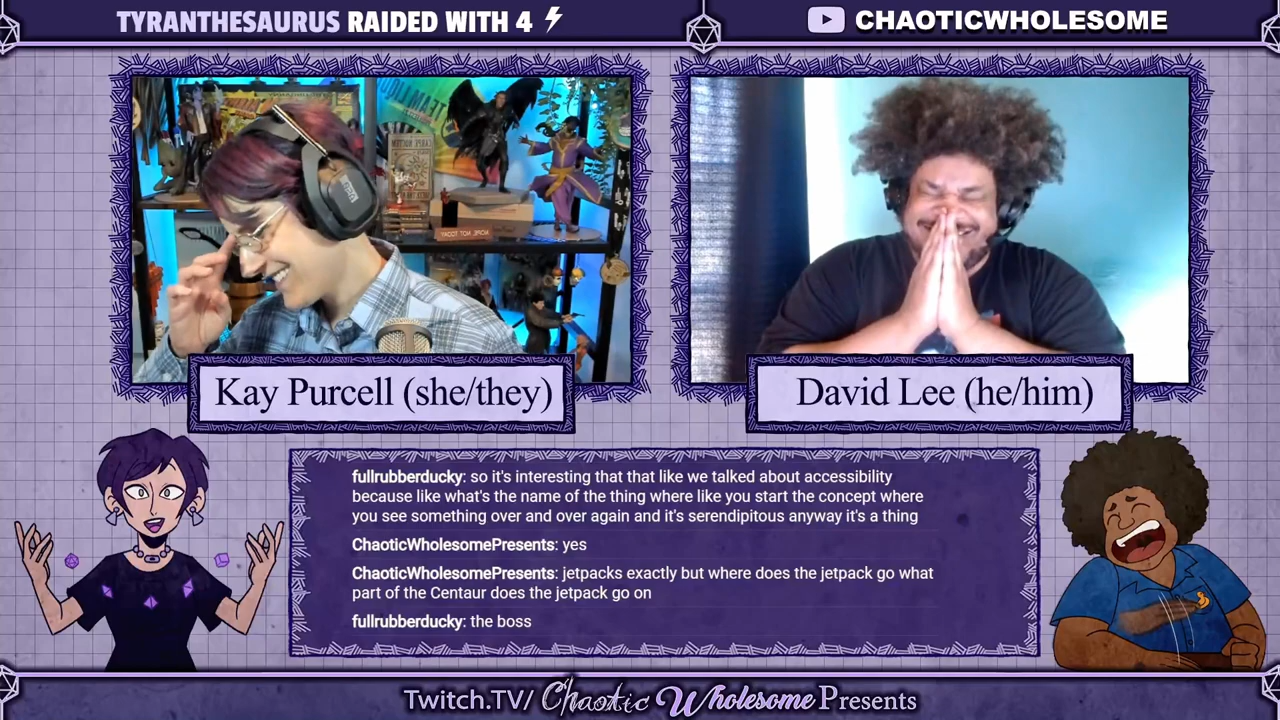 TYRANTHESAURUS RAIDED WITH 4
CHAOTICWHOLESOME
Kay Purcell (she/they)
David Lee (he/him)
fullrubberducky: so it's interesting that that like we talked about accessibility
because like what's the name of the thing where like you start the concept where
you see something over and over again and it's serendipitous anyway it's a thing
ChaoticWholesomePresents: yes
ChaoticWholesomePresents: jetpacks exactly but where does the jetpack go what
part of the Centaur does the jetpack go on
fullrubberducky: the boss
Twitch.TV/ Chaotic Wholesome Presents